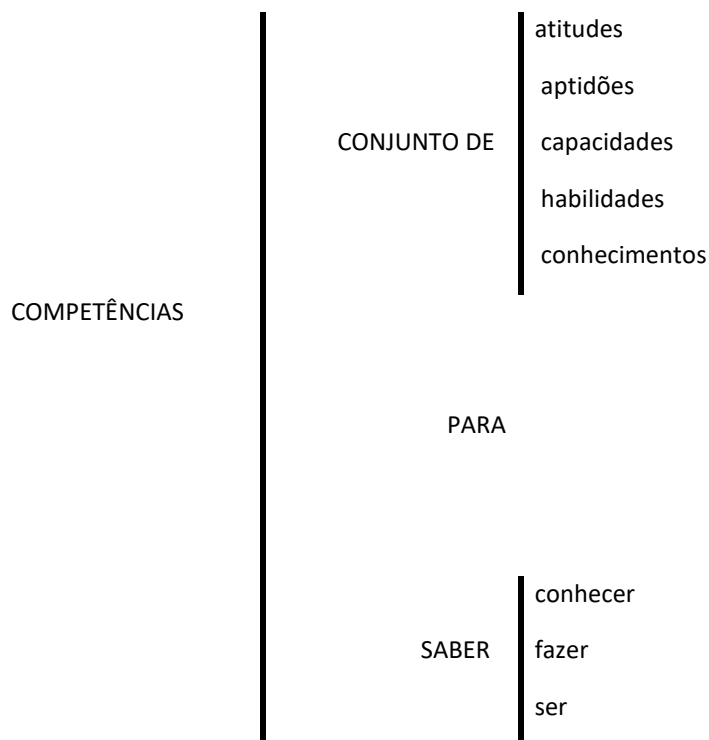 atitudes
aptidões
CONJUNTO DE capacidades
habilidades
conhecimentos
COMPETÊNCIAS
PARA
conhecer
SABER fazer
ser